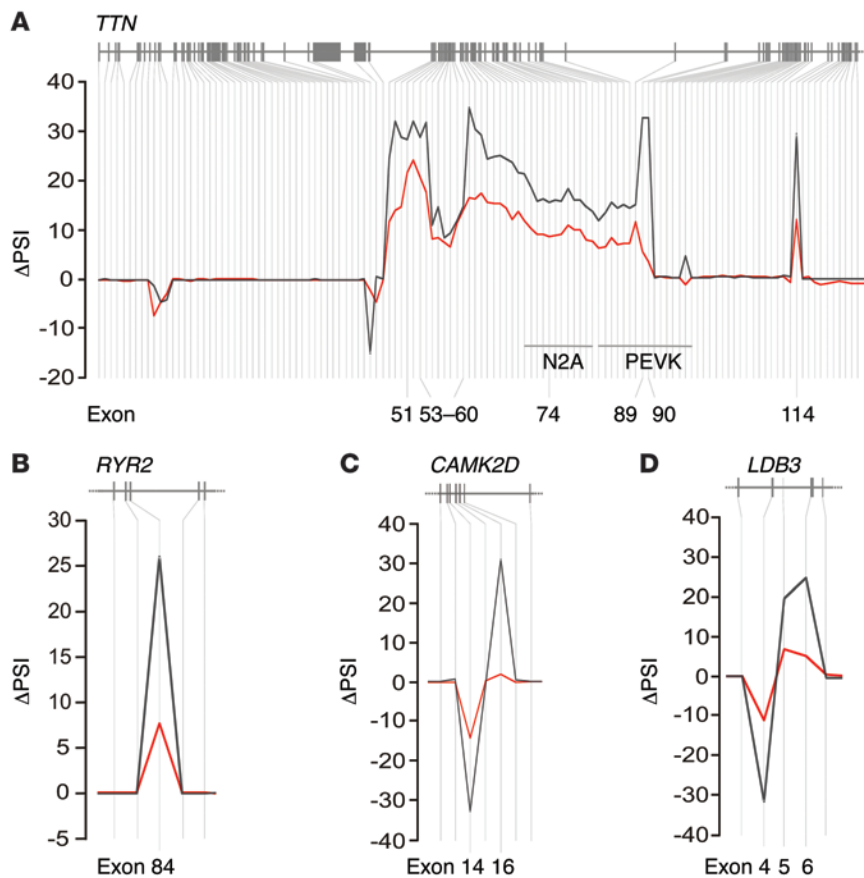 A
TTN
40
30
20
10
0
-10
-20
ΔPSI
N2A
PEVK
Exon
51 53–60 74 89 90 114
B
RYR2
30
25
20
15
10
5
0
-5
ΔPSI
Exon 84
C
CAMK2D
40
30
20
10
0
-10
-20
-30
-40
ΔPSI
Exon 14 16
D
LDB3
40
30
20
10
0
-10
-20
-30
-40
ΔPSI
Exon 4 5 6